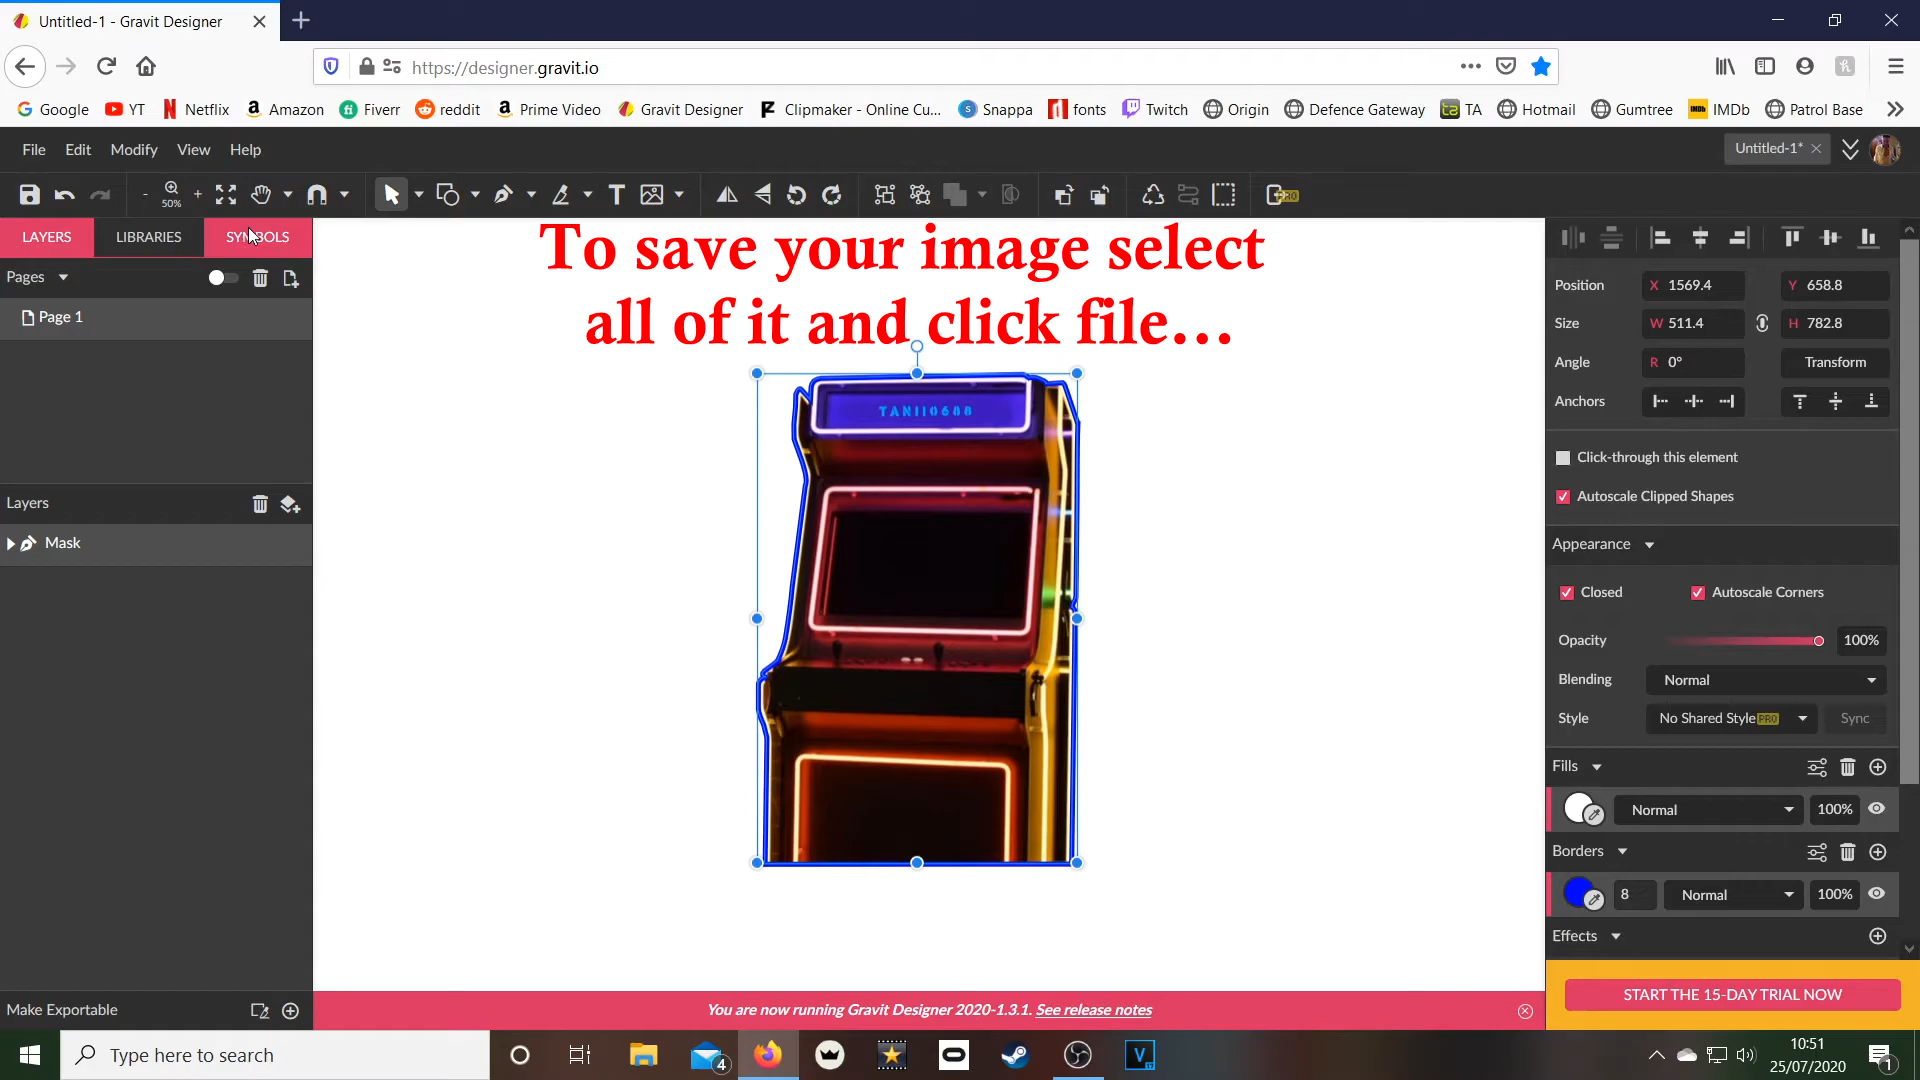 Untitled-1 - Gravit Designer
https://designer.gravit.io
Google YT Netflix Amazon Fiverr reddit Prime Video Gravit Designer Clipmaker - Online Cu... Snappa fonts Twitch Origin Defence Gateway TA Hotmail Gumtree IMDb Patrol Base
File Edit Modify View Help
Untitled-1*
- 50% +
PRO
LAYERS LIBRARIES SYMBOLS
Pages
Page 1
Layers
Mask
Make Exportable
To save your image select
all of it and click file...
TANII0688
Position X 1569.4 Y 658.8
Size W 511.4 H 782.8
Angle R 0° Transform
Anchors
Click-through this element
Autoscale Clipped Shapes
Appearance
Closed Autoscale Corners
Opacity 100%
Blending Normal
Style No Shared Style PRO Sync
Fills
Normal 100%
Borders
8 Normal 100%
Effects
START THE 15-DAY TRIAL NOW
You are now running Gravit Designer 2020-1.3.1. See release notes
Type here to search
4
V
10:51
25/07/2020
1